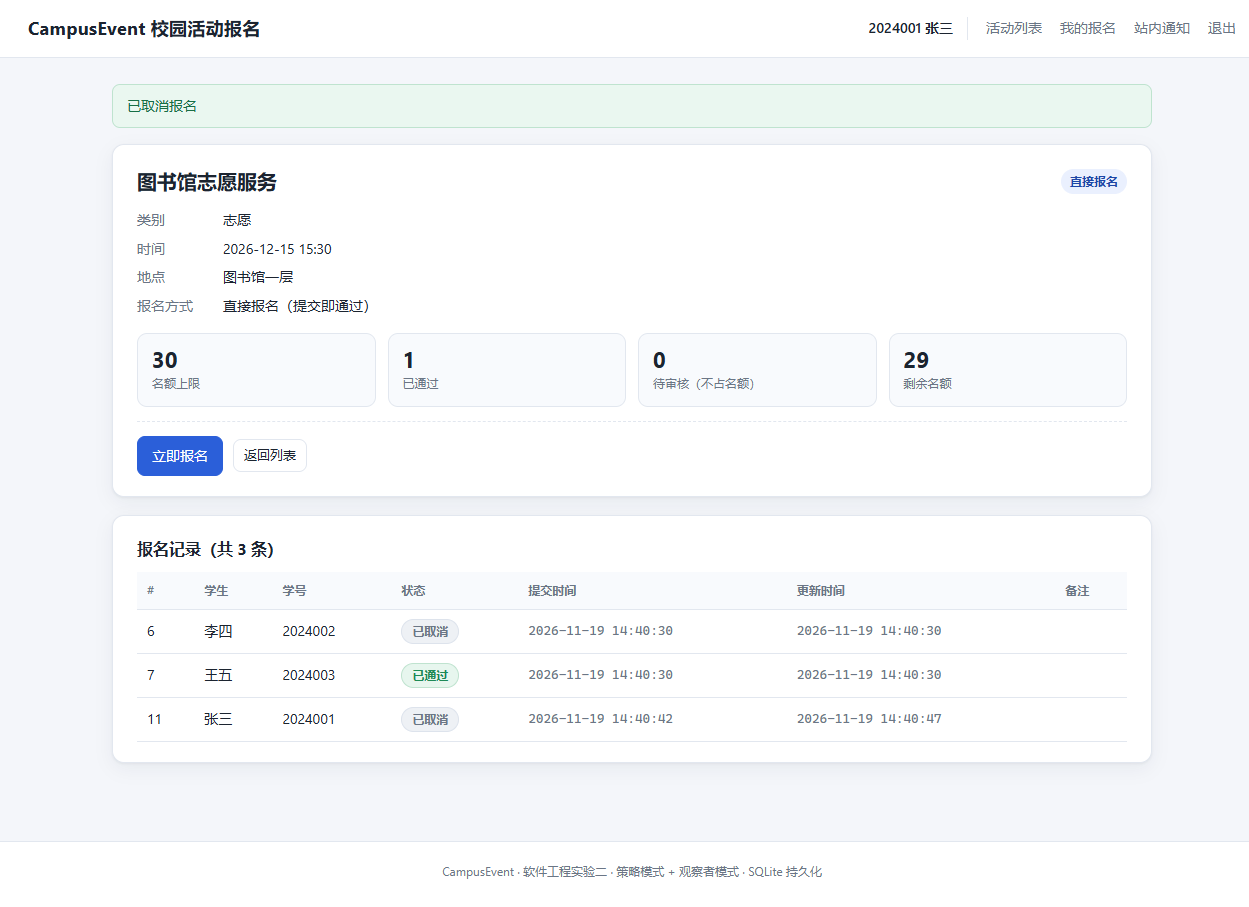 CampusEvent 校园活动报名 2024001 张三 活动列表 我的报名 站内通知 退出
已取消报名
图书馆志愿服务 直接报名
类别 志愿
时间 2026-12-15 15:30
地点 图书馆一层
报名方式 直接报名（提交即通过）
30 1 0 29
名额上限 已通过 待审核（不占名额） 剩余名额
立即报名 返回列表
报名记录（共 3 条）
# 学生 学号 状态 提交时间 更新时间 备注
6 李四 2024002 已取消 2026-11-19 14:40:30 2026-11-19 14:40:30
7 王五 2024003 已通过 2026-11-19 14:40:30 2026-11-19 14:40:30
11 张三 2024001 已取消 2026-11-19 14:40:42 2026-11-19 14:40:47
CampusEvent · 软件工程实验二 · 策略模式 + 观察者模式 · SQLite 持久化